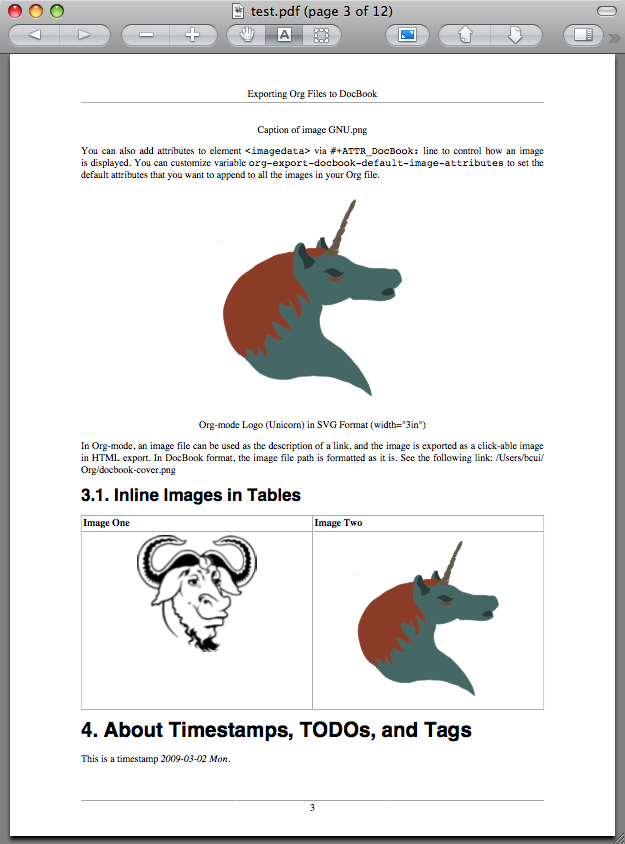 test.pdf (page 3 of 12)
A
Exporting Org Files to DocBook
Caption of image GNU.png
You can also add attributes to element <imagedata> via #+ATTR_DocBook: line to control how an image
is displayed. You can customize variable org-export-docbook-default-image-attributes to set the
default attributes that you want to append to all the images in your Org file.
Org-mode Logo (Unicorn) in SVG Format (width="3in")
In Org-mode, an image file can be used as the description of a link, and the image is exported as a click-able image
in HTML export. In DocBook format, the image file path is formatted as it is. See the following link: /Users/bcui/
Org/docbook-cover.png
3.1. Inline Images in Tables
Image One Image Two
4. About Timestamps, TODOs, and Tags
This is a timestamp 2009-03-02 Mon.
3